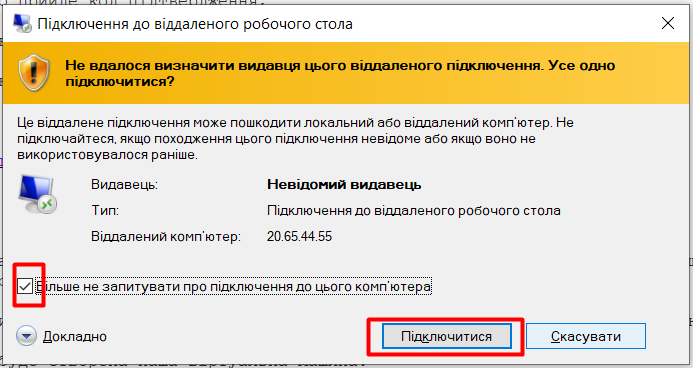 Підключення до віддаленого робочого стола
Не вдалося визначити видавця цього віддаленого підключення. Усе одно
підключитися?
Це віддалене підключення може пошкодити локальний або віддалений комп'ютер. Не
підключайтеся, якщо походження цього підключення невідоме або якщо воно не
використовувалося раніше.
Видавець: Невідомий видавець
Тип: Підключення до віддаленого робочого стола
Віддалений комп'ютер: 20.65.44.55
Більше не запитувати про підключення до цього комп'ютера
Докладно Підключитися Скасувати